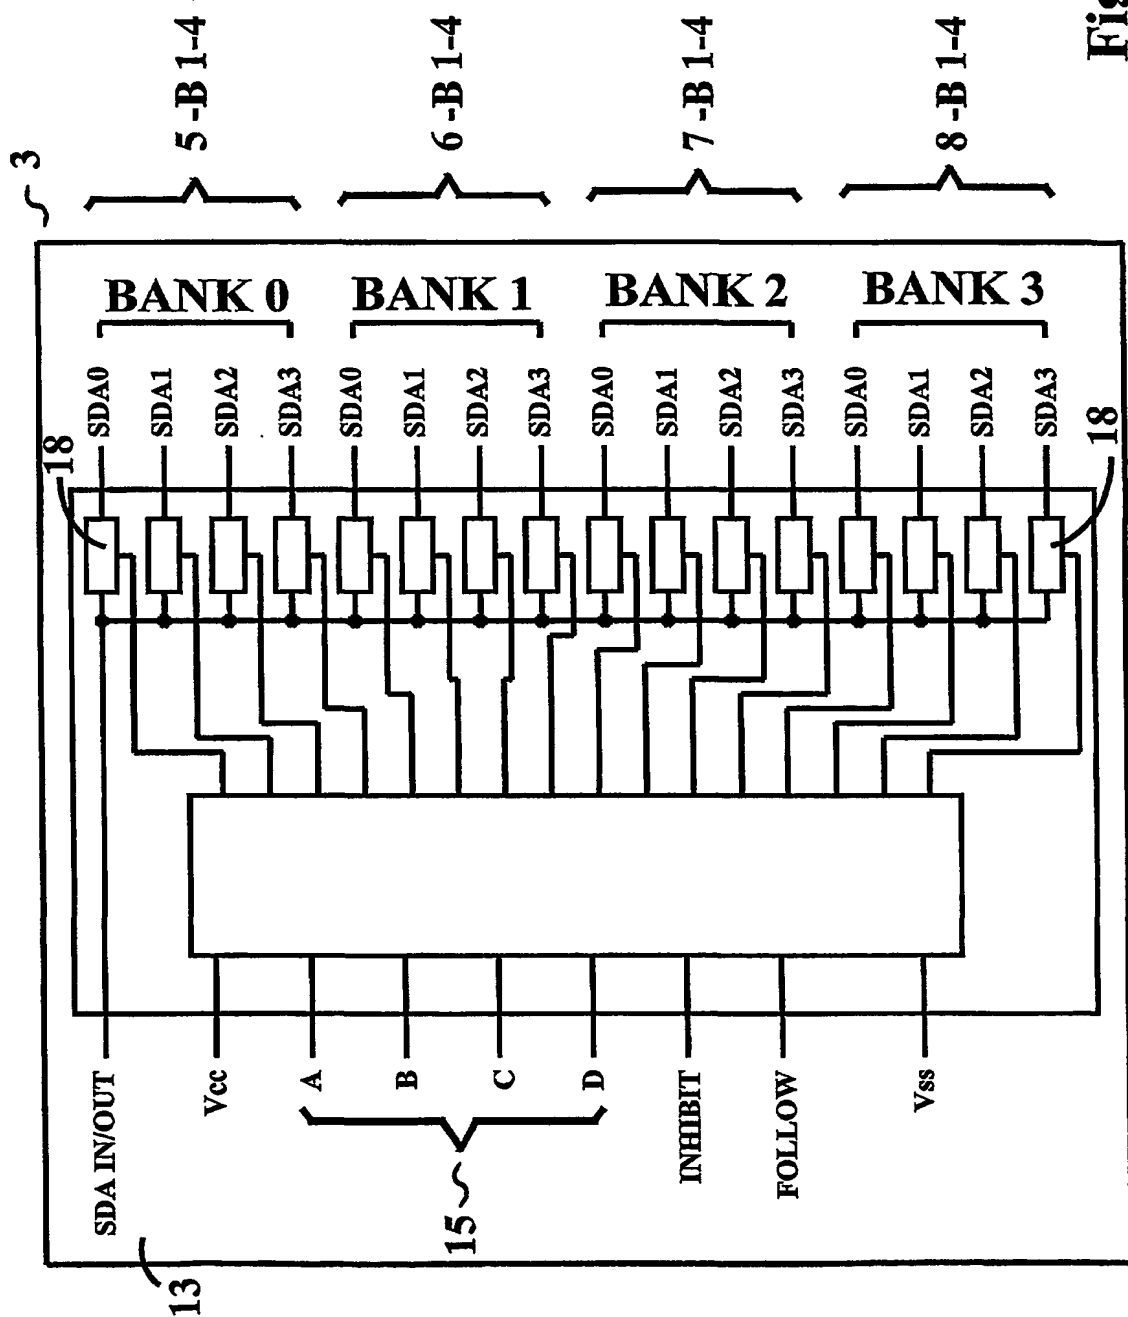 3
5 -B 1-4
6 -B 1-4
7 -B 1-4
8 -B 1-4
BANK 0
BANK 1
BANK 2
BANK 3
18
SDA0
SDA1
SDA2
SDA3
SDA0
SDA1
SDA2
SDA3
SDA0
SDA1
SDA2
SDA3
SDA0
SDA1
SDA2
SDA3
18
SDA IN/OUT
Vcc
A
B
C
D
INHIBIT
FOLLOW
Vss
15
13
Fig